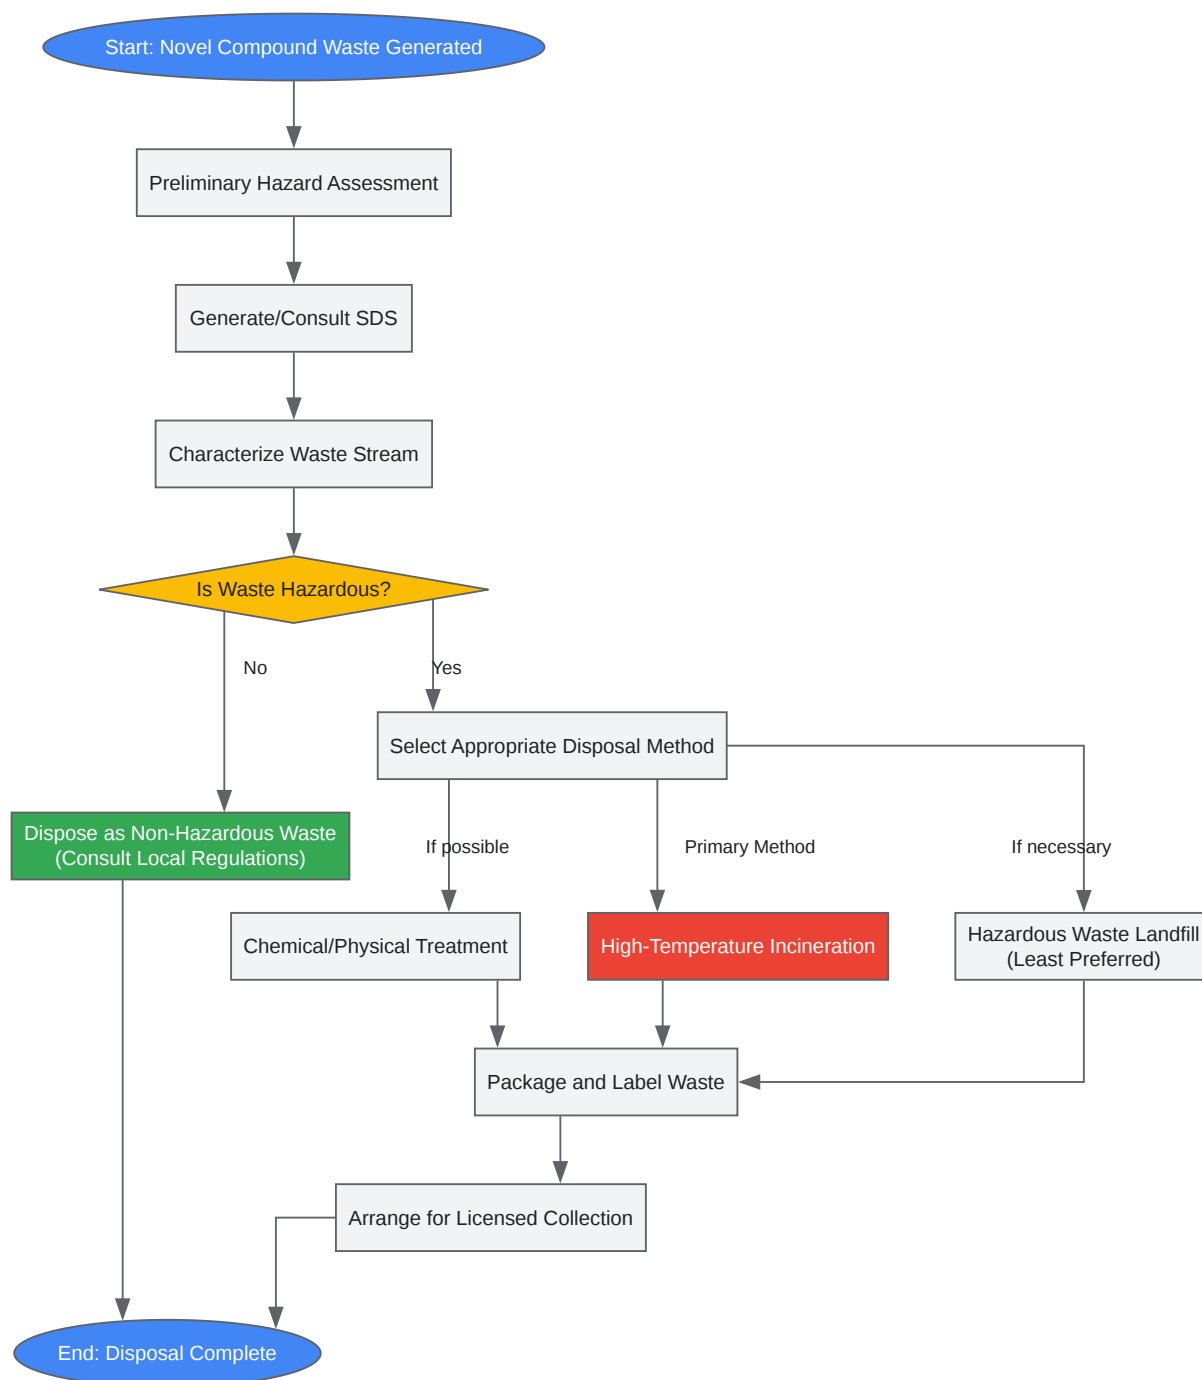 Start: Novel Compound Waste Generated
Preliminary Hazard Assessment
Generate/Consult SDS
Characterize Waste Stream
Is Waste Hazardous?
No
Yes
Select Appropriate Disposal Method
Dispose as Non-Hazardous Waste
(Consult Local Regulations)
If possible
Primary Method
If necessary
Chemical/Physical Treatment
High-Temperature Incineration
Hazardous Waste Landfill
(Least Preferred)
Package and Label Waste
Arrange for Licensed Collection
End: Disposal Complete